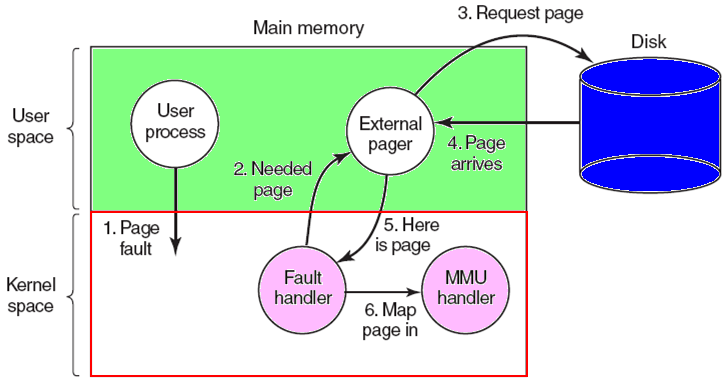 3. Request page
Main memory
Disk
User
space
User
process
External
pager
2. Needed
page
4. Page
arrives
1. Page
fault
5. Here
is page
Kernel
space
Fault
handler
MMU
handler
6. Map
page in